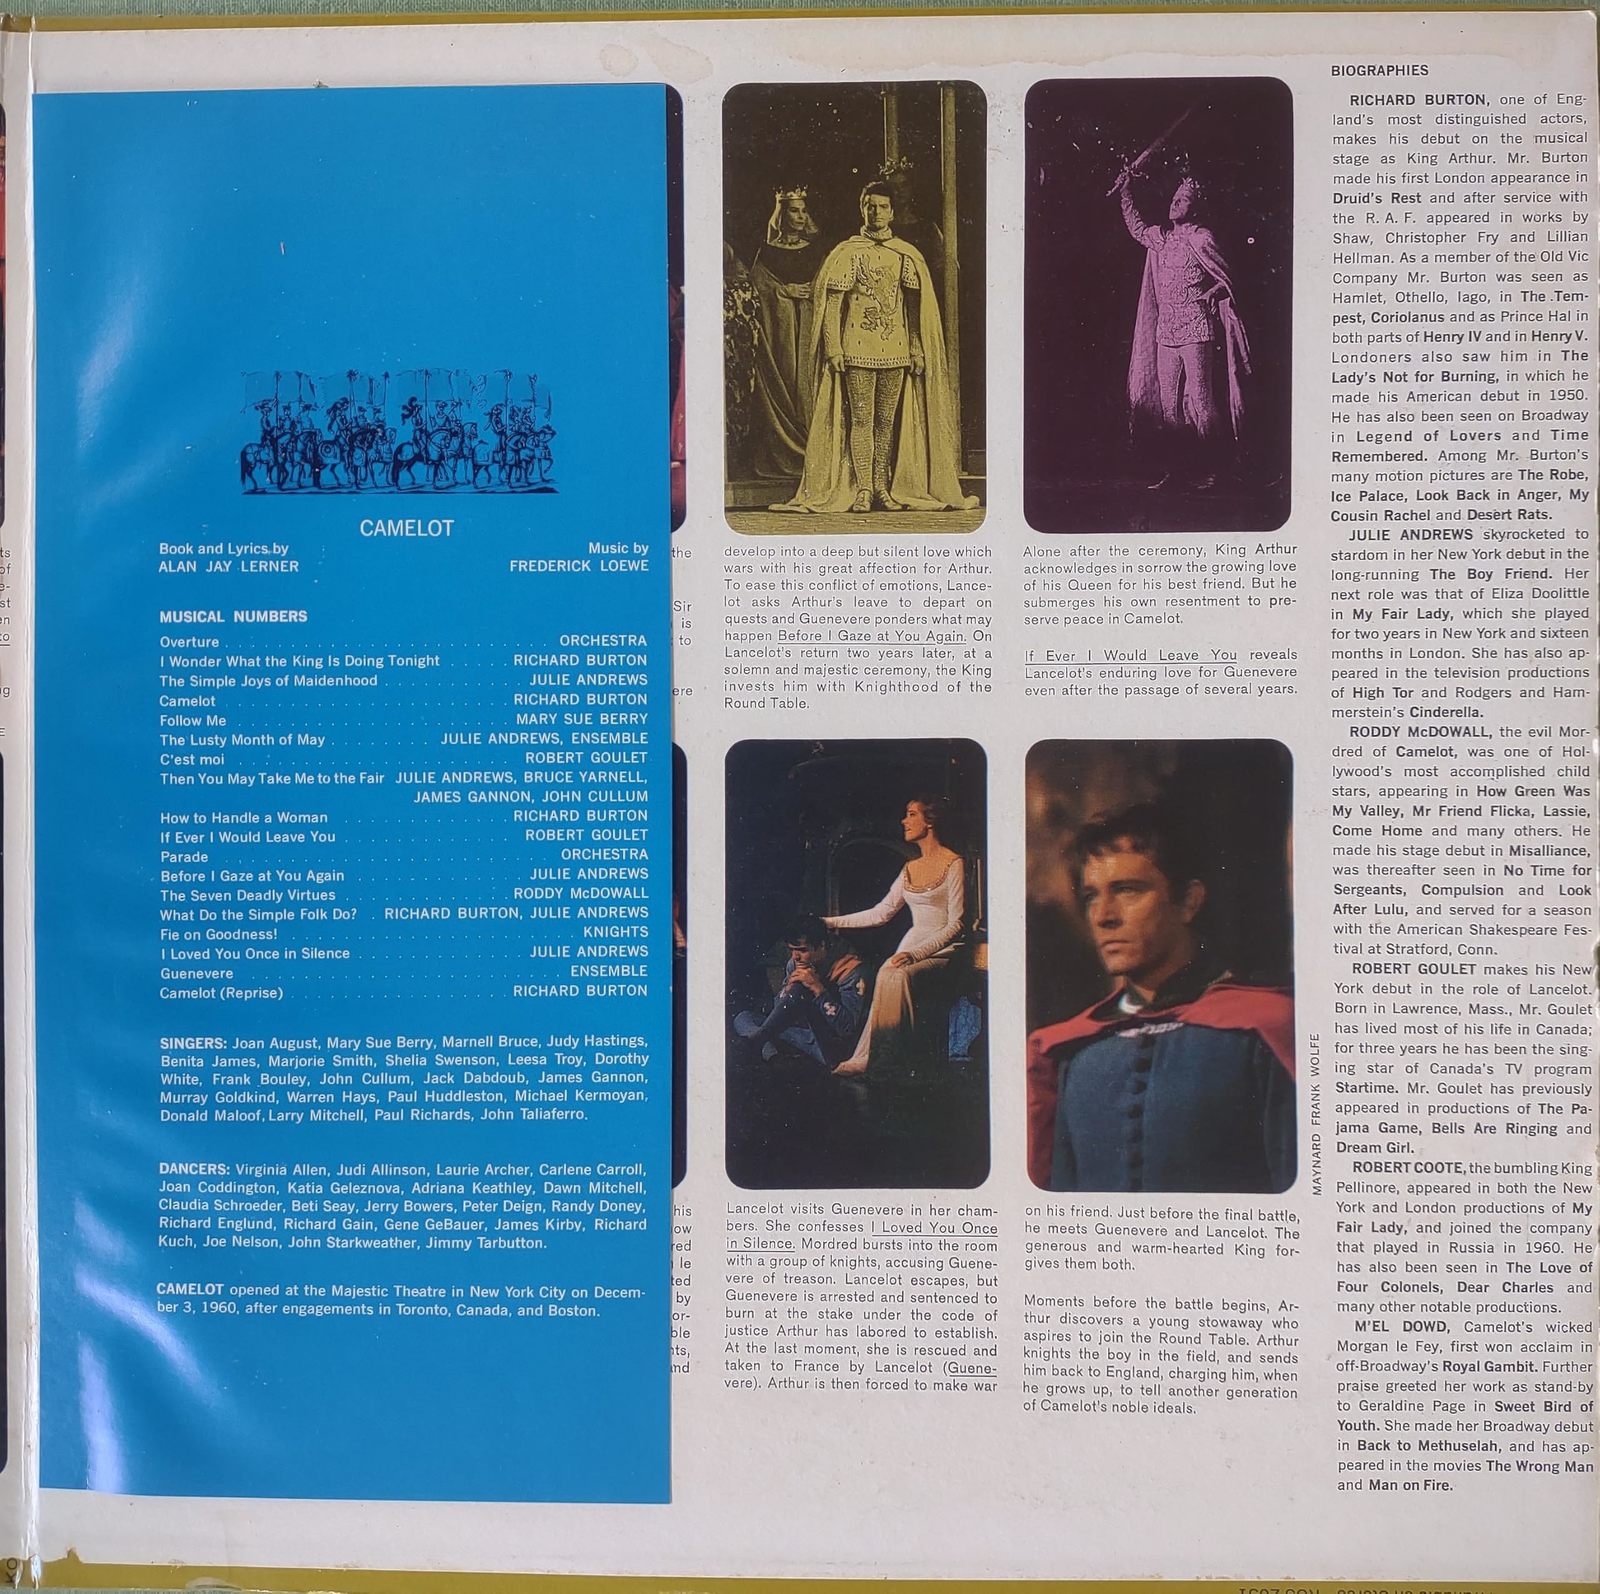 CAMELOT
Book and Lyrics by
ALAN JAY LERNER
Music by
FREDERICK LOEWE
MUSICAL NUMBERS
Overture . . . ORCHESTRA
I Wonder What the King Is Doing Tonight . . . RICHARD BURTON
The Simple Joys of Maidenhood . . . JULIE ANDREWS
Camelot . . . RICHARD BURTON
Follow Me . . . MARY SUE BERRY
The Lusty Month of May . . . JULIE ANDREWS, ENSEMBLE
C'est moi . . . ROBERT GOULET
Then You May Take Me to the Fair JULIE ANDREWS, BRUCE YARNELL,
JAMES GANNON, JOHN CULLUM
How to Handle a Woman . . . RICHARD BURTON
If Ever I Would Leave You . . . ROBERT GOULET
Parade . . . ORCHESTRA
Before I Gaze at You Again . . . JULIE ANDREWS
The Seven Deadly Virtues . . . RODDY McDOWALL
What Do the Simple Folk Do? . RICHARD BURTON, JULIE ANDREWS
Fie on Goodness! . . . KNIGHTS
I Loved You Once in Silence . . . JULIE ANDREWS
Guenevere . . . ENSEMBLE
Camelot (Reprise) . . . RICHARD BURTON
SINGERS: Joan August, Mary Sue Berry, Marnell Bruce, Judy Hastings,
Benita James, Marjorie Smith, Shelia Swenson, Leesa Troy, Dorothy
White, Frank Bouley, John Cullum, Jack Dabdoub, James Gannon,
Murray Goldkind, Warren Hays, Paul Huddleston, Michael Kermoyan,
Donald Maloof, Larry Mitchell, Paul Richards, John Taliaferro.
DANCERS: Virginia Allen, Judi Allinson, Laurie Archer, Carlene Carroll,
Joan Coddington, Katia Geleznova, Adriana Keathley, Dawn Mitchell,
Claudia Schroeder, Beti Seay, Jerry Bowers, Peter Deign, Randy Doney,
Richard Englund, Richard Gain, Gene GeBauer, James Kirby, Richard
Kuch, Joe Nelson, John Starkweather, Jimmy Tarbutton.
CAMELOT opened at the Majestic Theatre in New York City on Decem-
ber 3, 1960, after engagements in Toronto, Canada, and Boston.
the
Sir
is
to
develop into a deep but silent love which
wars with his great affection for Arthur.
To ease this conflict of emotions, Lance-
lot asks Arthur's leave to depart on
quests and Guenevere ponders what may
happen Before I Gaze at You Again. On
Lancelot's return two years later, at a
solemn and majestic ceremony, the King
invests him with Knighthood of the
Round Table.
Alone after the ceremony, King Arthur
acknowledges in sorrow the growing love
of his Queen for his best friend. But he
submerges his own resentment to pre-
serve peace in Camelot.
If Ever I Would Leave You reveals
Lancelot's enduring love for Guenevere
even after the passage of several years.
his
le
by
Lancelot visits Guenevere in her cham-
bers. She confesses I Loved You Once
in Silence. Mordred bursts into the room
with a group of knights, accusing Guene-
vere of treason. Lancelot escapes, but
Guenevere is arrested and sentenced to
burn at the stake under the code of
justice Arthur has labored to establish.
At the last moment, she is rescued and
taken to France by Lancelot (Guene-
vere). Arthur is then forced to make war
on his friend. Just before the final battle,
he meets Guenevere and Lancelot. The
generous and warm-hearted King for-
gives them both.
Moments before the battle begins, Ar-
thur discovers a young stowaway who
aspires to join the Round Table. Arthur
knights the boy in the field, and sends
him back to England, charging him, when
he grows up, to tell another generation
of Camelot's noble ideals.
MAYNARD FRANK WOLFE
BIOGRAPHIES
RICHARD BURTON, one of Eng-
land's most distinguished actors,
makes his debut on the musical
stage as King Arthur. Mr. Burton
made his first London appearance in
Druid's Rest and after service with
the R. A. F. appeared in works by
Shaw, Christopher Fry and Lillian
Hellman. As a member of the Old Vic
Company Mr. Burton was seen as
Hamlet, Othello, Iago, in The Tem-
pest, Coriolanus and as Prince Hal in
both parts of Henry IV and in Henry V.
Londoners also saw him in The
Lady's Not for Burning, in which he
made his American debut in 1950.
He has also been seen on Broadway
in Legend of Lovers and Time
Remembered. Among Mr. Burton's
many motion pictures are The Robe,
Ice Palace, Look Back in Anger, My
Cousin Rachel and Desert Rats.
JULIE ANDREWS skyrocketed to
stardom in her New York debut in the
long-running The Boy Friend. Her
next role was that of Eliza Doolittle
in My Fair Lady, which she played
for two years in New York and sixteen
months in London. She has also ap-
peared in the television productions
of High Tor and Rodgers and Ham-
merstein's Cinderella.
RODDY McDOWALL, the evil Mor-
dred of Camelot, was one of Hol-
lywood's most accomplished child
stars, appearing in How Green Was
My Valley, Mr Friend Flicka, Lassie,
Come Home and many others. He
made his stage debut in Misalliance,
was thereafter seen in No Time for
Sergeants, Compulsion and Look
After Lulu, and served for a season
with the American Shakespeare Fes-
tival at Stratford, Conn.
ROBERT GOULET makes his New
York debut in the role of Lancelot.
Born in Lawrence, Mass., Mr. Goulet
has lived most of his life in Canada;
for three years he has been the sing-
ing star of Canada's TV program
Startime. Mr. Goulet has previously
appeared in productions of The Pa-
jama Game, Bells Are Ringing and
Dream Girl.
ROBERT COOTE, the bumbling King
Pellinore, appeared in both the New
York and London productions of My
Fair Lady, and joined the company
that played in Russia in 1960. He
has also been seen in The Love of
Four Colonels, Dear Charles and
many other notable productions.
M'EL DOWD, Camelot's wicked
Morgan le Fey, first won acclaim in
off-Broadway's Royal Gambit. Further
praise greeted her work as stand-by
to Geraldine Page in Sweet Bird of
Youth. She made her Broadway debut
in Back to Methuselah, and has ap-
peared in the movies The Wrong Man
and Man on Fire.